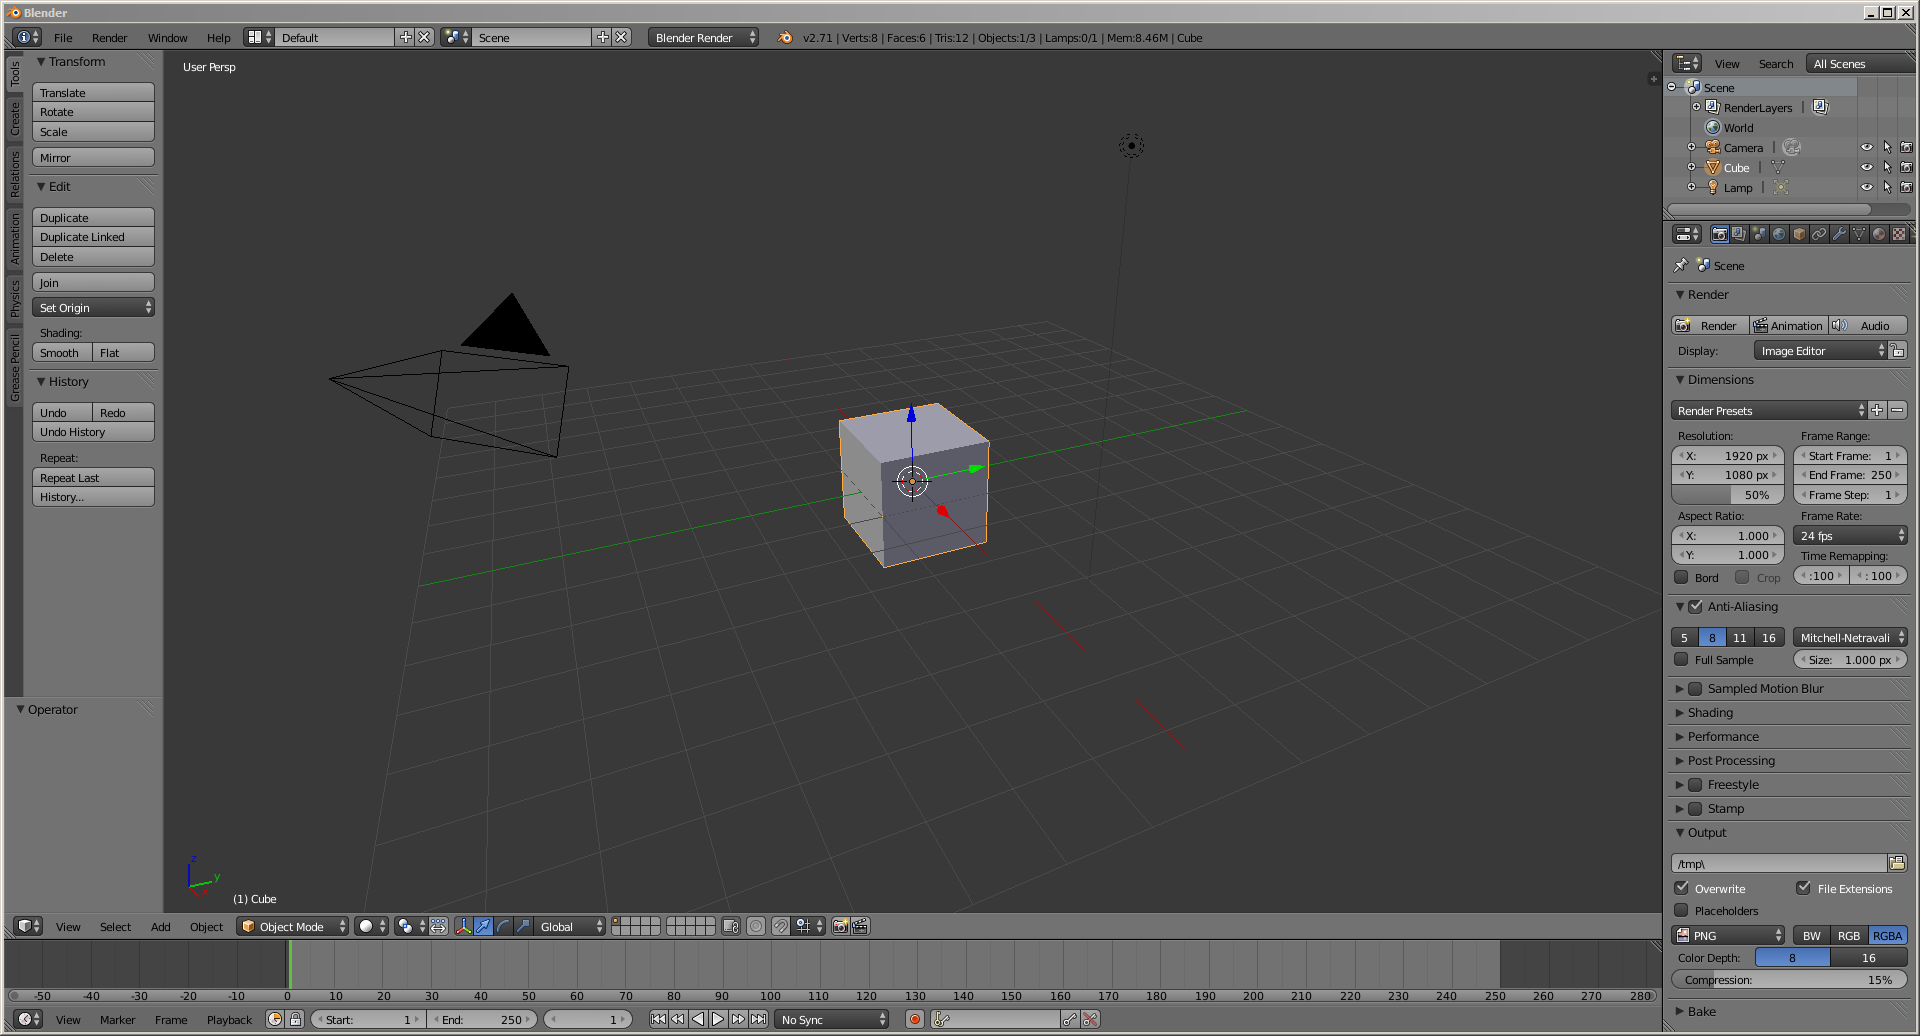 Blender
File Render Window Help Default Scene Blender Render v2.71 | Verts:8 | Faces:6 | Tris:12 | Objects:1/3 | Lamps:0/1 | Mem:8.46M | Cube
Tools
Create
Relations
Animation
Physics
Grease Pencil
Transform
Translate
Rotate
Scale
Mirror
Edit
Duplicate
Duplicate Linked
Delete
Join
Set Origin
Shading:
Smooth Flat
History
Undo Redo
Undo History
Repeat:
Repeat Last
History...
Operator
User Persp
z
y
x
(1) Cube
View Select Add Object Object Mode Global
-50 -40 -30 -20 -10 0 10 20 30 40 50 60 70 80 90 100 110 120 130 140 150 160 170 180 190 200 210 220 230 240 250 260 270 280
View Marker Frame Playback Start: 1 End: 250 1 No Sync
View Search All Scenes
Scene
RenderLayers |
World
Camera |
Cube |
Lamp |
Scene
Render
Render Animation Audio
Display: Image Editor
Dimensions
Render Presets
Resolution: Frame Range:
X: 1920 px Start Frame: 1
Y: 1080 px End Frame: 250
50% Frame Step: 1
Aspect Ratio: Frame Rate:
X: 1.000 24 fps
Y: 1.000 Time Remapping:
Bord Crop :100 : 100
Anti-Aliasing
5 8 11 16 Mitchell-Netravali
Full Sample Size: 1.000 px
Sampled Motion Blur
Shading
Performance
Post Processing
Freestyle
Stamp
Output
/tmp\
Overwrite File Extensions
Placeholders
PNG BW RGB RGBA
Color Depth: 8 16
Compression: 15%
Bake